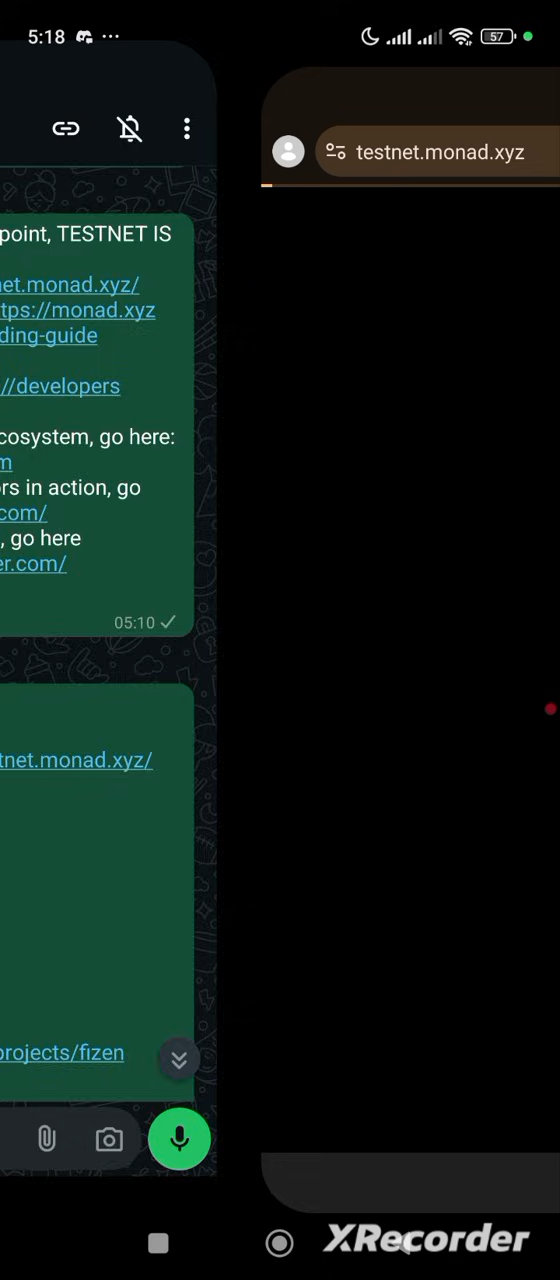 5:18
57
testnet.monad.xyz
point, TESTNET IS
net.monad.xyz/
tps://monad.xyz
ding-guide
//developers
cosystem, go here:
m
ors in action, go
com/
, go here
er.com/
05:10
tnet.monad.xyz/
projects/fizen
XRecorder